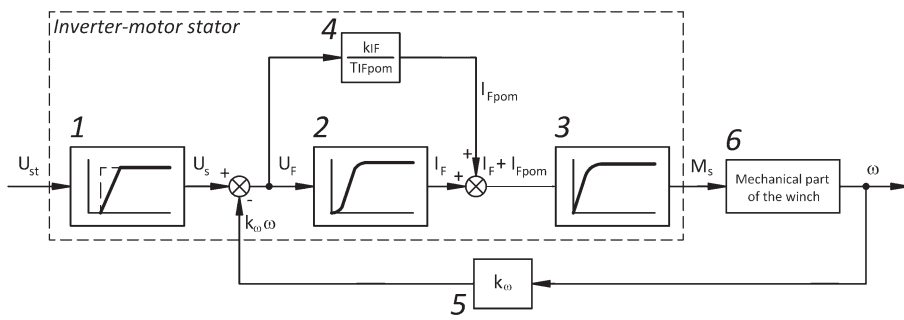 Inverter-motor stator
4
kIF
TIFpom
IFpom
1
2
3
6
Ust
Uss
+
UF
IF
+
+
IF + IFpom
Ms
Mechanical part
of the winch
ω
-
kωω
kω
5